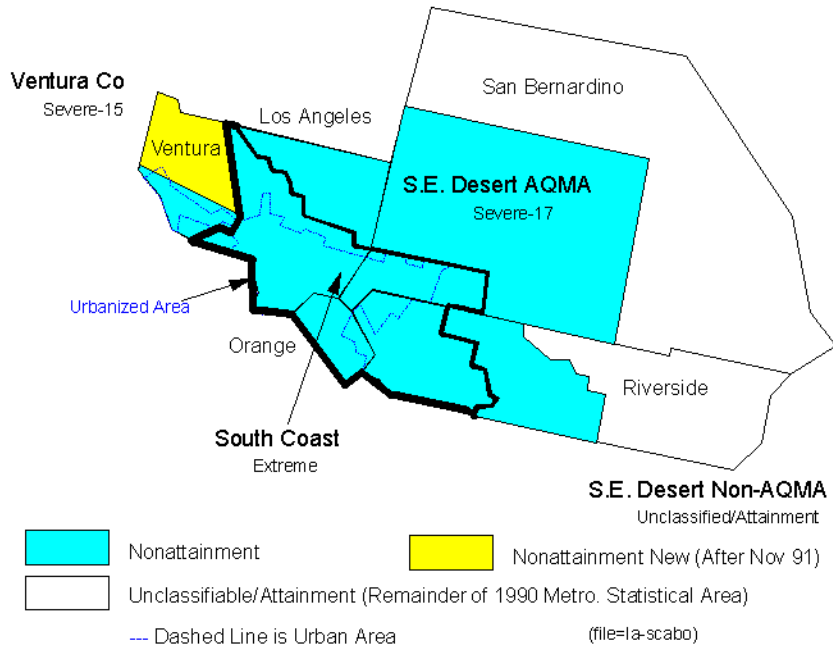 San Bernardino
Ventura Co
Severe-15
Los Angeles
Ventura
S.E. Desert AQMA
Severe-17
Urbanized Area
Orange
Riverside
South Coast
Extreme
S.E. Desert Non-AQMA
Unclassified/Attainment
Nonattainment
Nonattainment New (After Nov 91)
Unclassifiable/Attainment (Remainder of 1990 Metro. Statistical Area)
--- Dashed Line is Urban Area
(file=la-scabo)